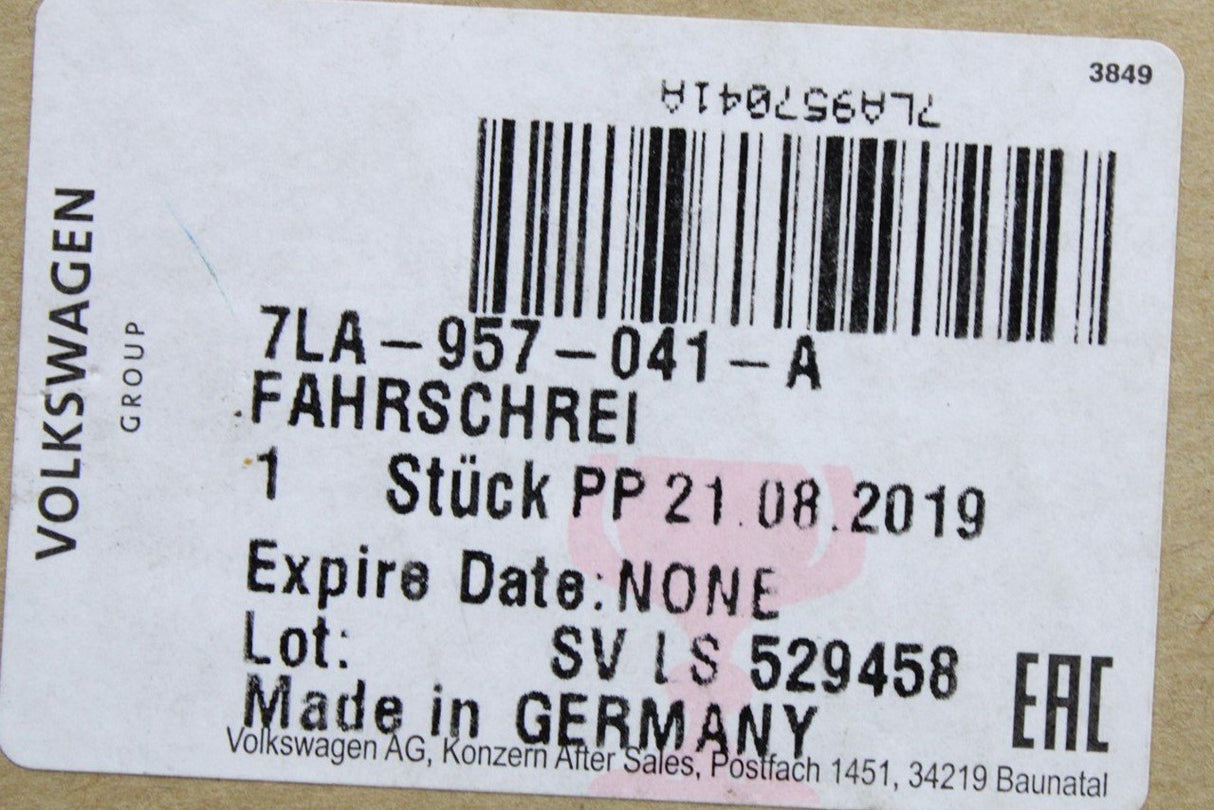 3849
7LA957041A
VOLKSWAGEN
GROUP
7LA-957-041-A
FAHRSCHREI
1 Stück PP 21.08.2019
Expire Date: NONE
Lot: SV LS 529458
Made in GERMANY
EAC
Volkswagen AG, Konzern After Sales, Postfach 1451, 34219 Baunatal